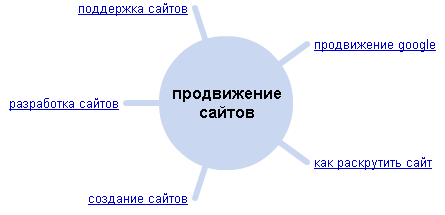 поддержка сайтов
продвижение google
продвижение
сайтов
разработка сайтов
как раскрутить сайт
создание сайтов